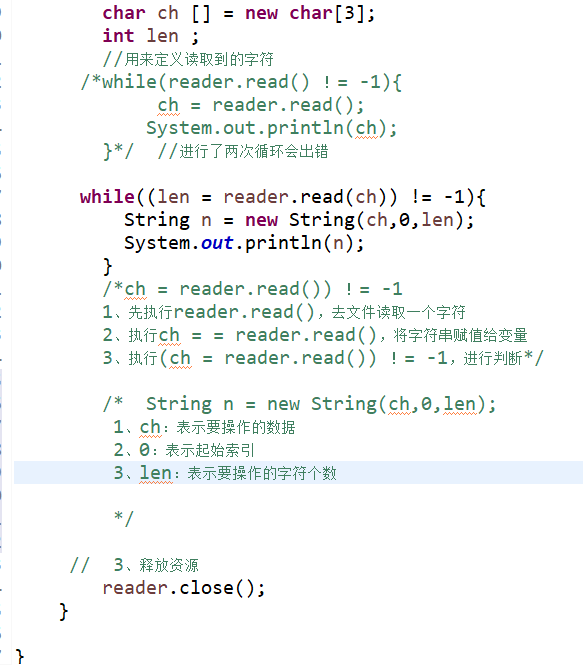 char ch [] = new char[3];
int len ;
//用来定义读取到的字符
/*while(reader.read() != -1){
ch = reader.read();
System.out.println(ch);
}*/  //进行了两次循环会出错
while((len = reader.read(ch)) != -1){
String n = new String(ch,0,len);
System.out.println(n);
}
/*ch = reader.read()) != -1
1、先执行reader.read(),去文件读取一个字符
2、执行ch = = reader.read(),将字符串赋值给变量
3、执行(ch = reader.read()) != -1,进行判断*/
/*  String n = new String(ch,0,len);
1、ch:表示要操作的数据
2、0:表示起始索引
3、len:表示要操作的字符个数
*/
//  3、释放资源
reader.close();
}
}